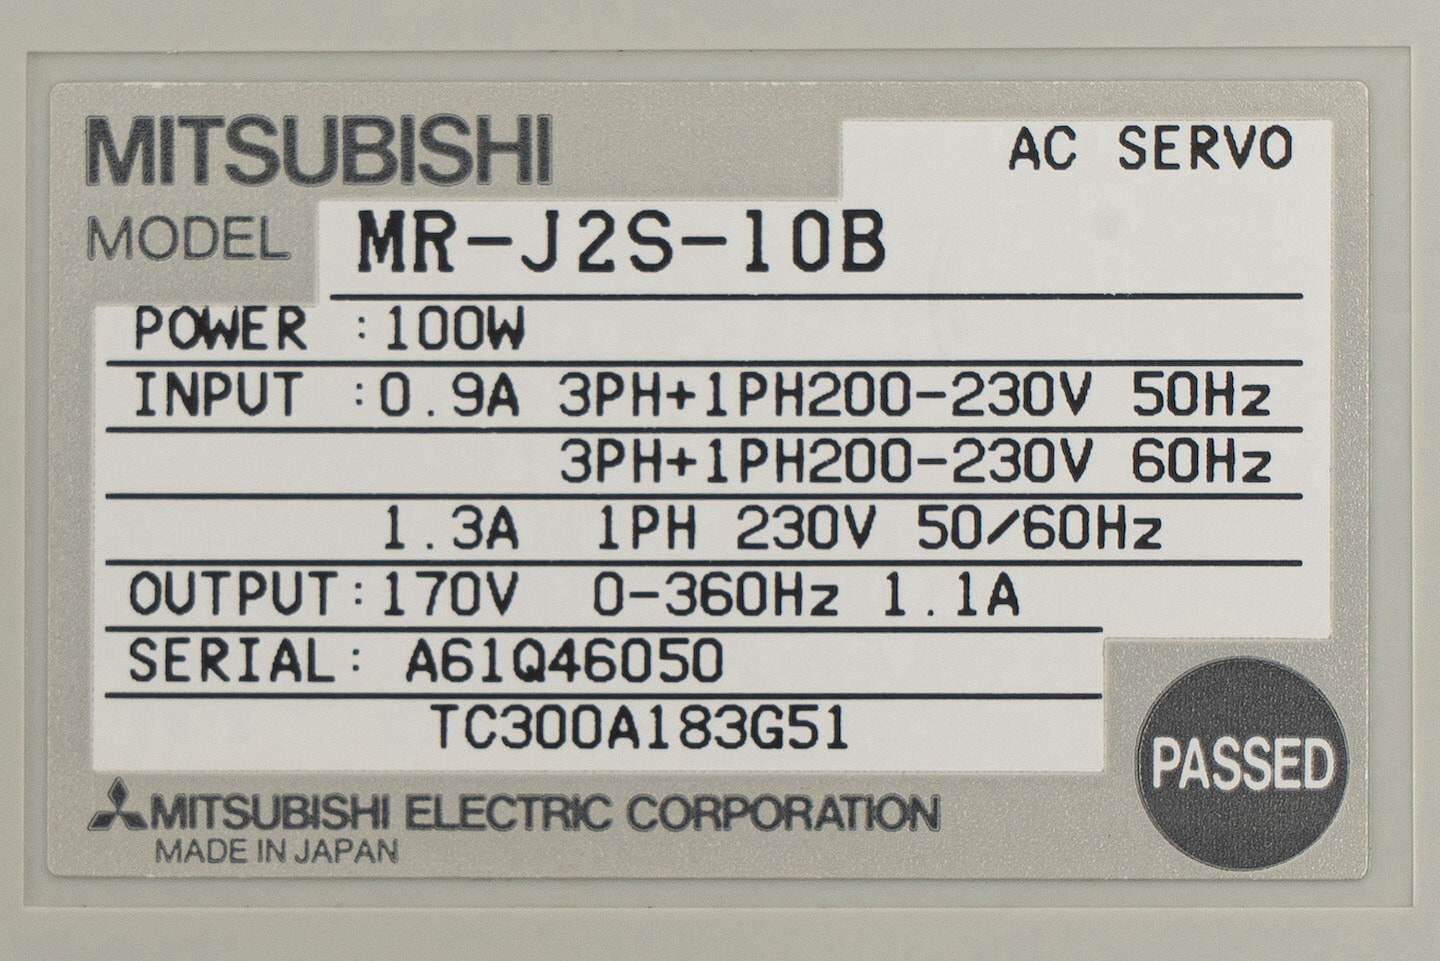 MITSUBISHI
AC SERVO
MODEL MR-J2S-10B
POWER :100W
INPUT :0.9A 3PH+1PH200-230V 50Hz
3PH+1PH200-230V 60Hz
1.3A 1PH 230V 50/60Hz
OUTPUT:170V 0-360Hz 1.1A
SERIAL: A61Q46050
TC300A183G51
PASSED
MITSUBISHI ELECTRIC CORPORATION
MADE IN JAPAN